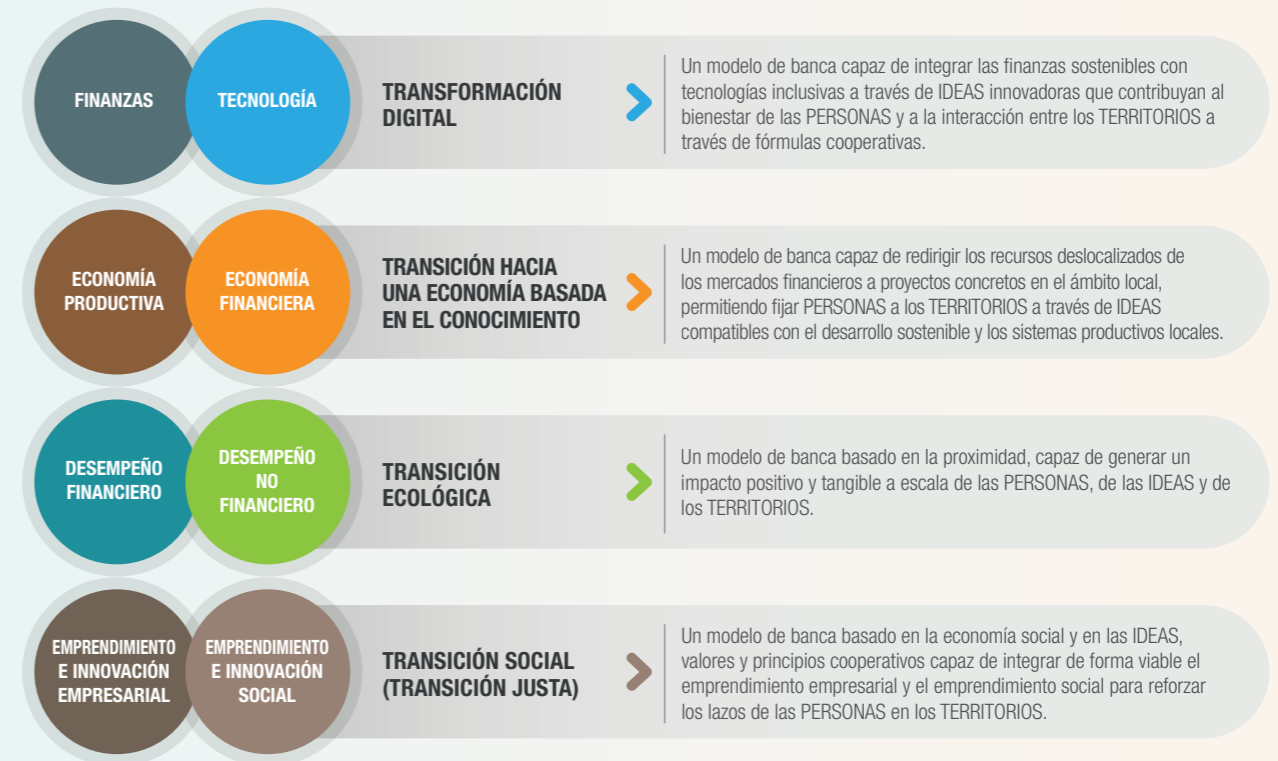 FINANZAS
TECNOLOGÍA
TRANSFORMACIÓN
DIGITAL
Un modelo de banca capaz de integrar las finanzas sostenibles con
tecnologías inclusivas a través de IDEAS innovadoras que contribuyan al
bienestar de las PERSONAS y a la interacción entre los TERRITORIOS a
través de fórmulas cooperativas.
ECONOMÍA
PRODUCTIVA
ECONOMÍA
FINANCIERA
TRANSICIÓN HACIA
UNA ECONOMÍA BASADA
EN EL CONOCIMIENTO
Un modelo de banca capaz de redirigir los recursos deslocalizados de
los mercados financieros a proyectos concretos en el ámbito local,
permitiendo fijar PERSONAS a los TERRITORIOS a través de IDEAS
compatibles con el desarrollo sostenible y los sistemas productivos locales.
DESEMPEÑO
FINANCIERO
DESEMPEÑO
NO
FINANCIERO
TRANSICIÓN
ECOLÓGICA
Un modelo de banca basado en la proximidad, capaz de generar un
impacto positivo y tangible a escala de las PERSONAS, de las IDEAS y de
los TERRITORIOS.
EMPRENDIMIENTO
E INNOVACIÓN
EMPRESARIAL
EMPRENDIMIENTO
E INNOVACIÓN
SOCIAL
TRANSICIÓN SOCIAL
(TRANSICIÓN JUSTA)
Un modelo de banca basado en la economía social y en las IDEAS,
valores y principios cooperativos capaz de integrar de forma viable el
emprendimiento empresarial y el emprendimiento social para reforzar
los lazos de las PERSONAS en los TERRITORIOS.